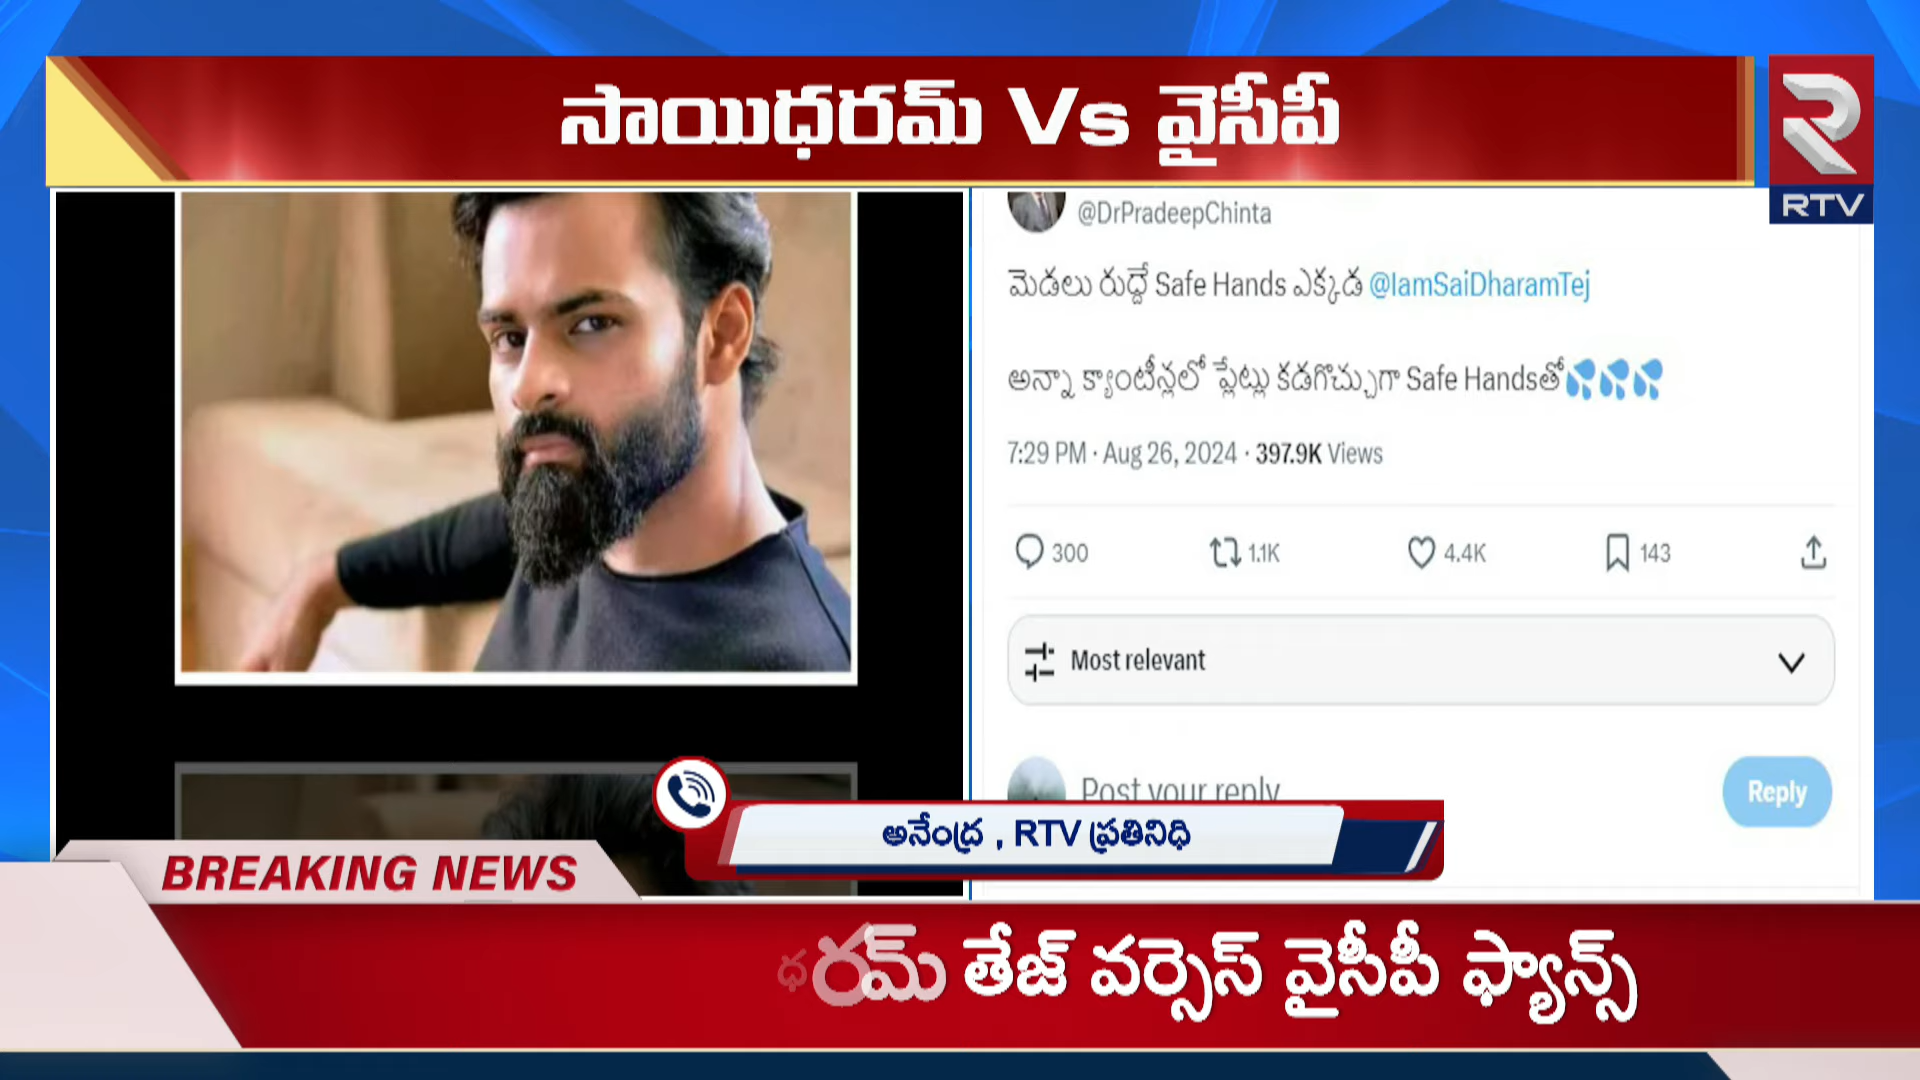 సాయిధరమ్ Vs వైసీపీ
RTV
@DrPradeepChinta
మెడలు రుద్దే Safe Hands ఎక్కడ @IamSaiDharamTej
అన్నా క్యాంటీన్లలో ప్లేట్లు కడగొచ్చుగా Safe Handsతో💦💦💦
7:29 PM · Aug 26, 2024 · 397.9K Views
300 1.1K 4.4K 143
Most relevant
Post your reply
Reply
అనేంద్ర , RTV ప్రతినిధి
BREAKING NEWS
ధరమ్ తేజ్ వర్సెస్ వైసీపీ ఫ్యాన్స్